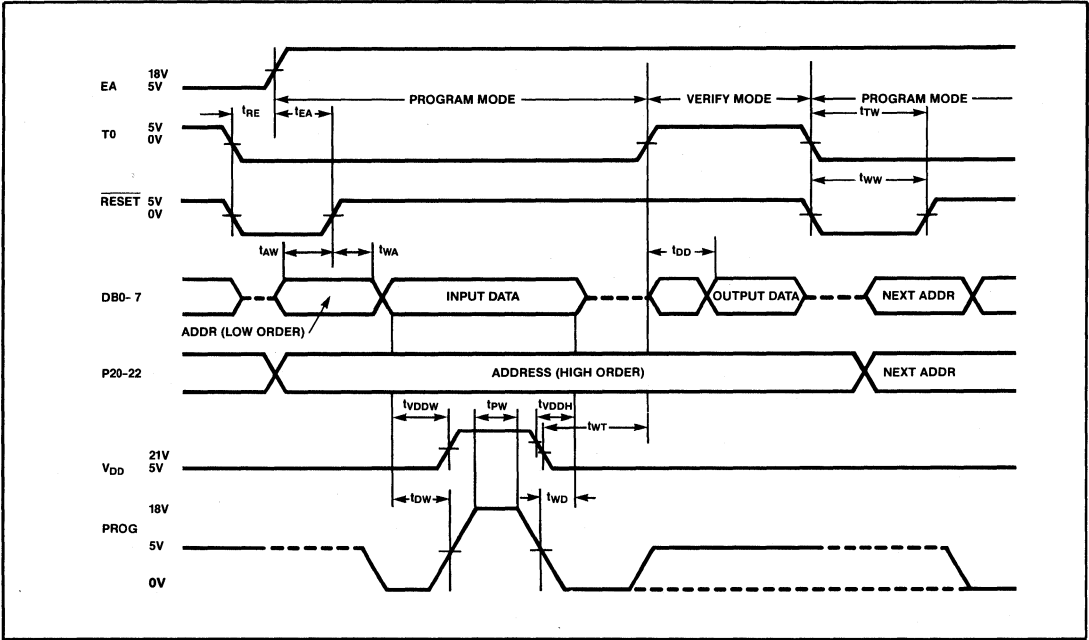 EA 18V
5V
PROGRAM MODE
VERIFY MODE
PROGRAM MODE
tRE
tEA
tTW
T0 5V
0V
tWW
RESET 5V
0V
tAW
tWA
tDD
DB0-7
INPUT DATA
OUTPUT DATA
NEXT ADDR
ADDR (LOW ORDER)
P20-22
ADDRESS (HIGH ORDER)
NEXT ADDR
tVDDW
tPW
tVDDH
tWT
VDD 21V
5V
tDW
tWD
18V
PROG
5V
0V